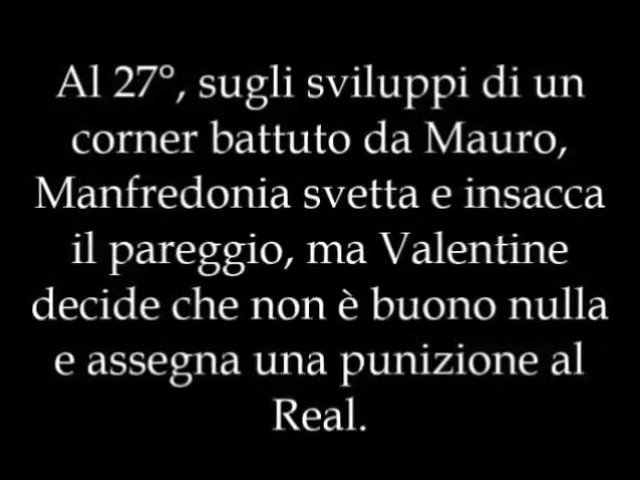 Al 27°, sugli sviluppi di un
corner battuto da Mauro,
Manfredonia svetta e insacca
il pareggio, ma Valentine
decide che non è buono nulla
e assegna una punizione al
Real.